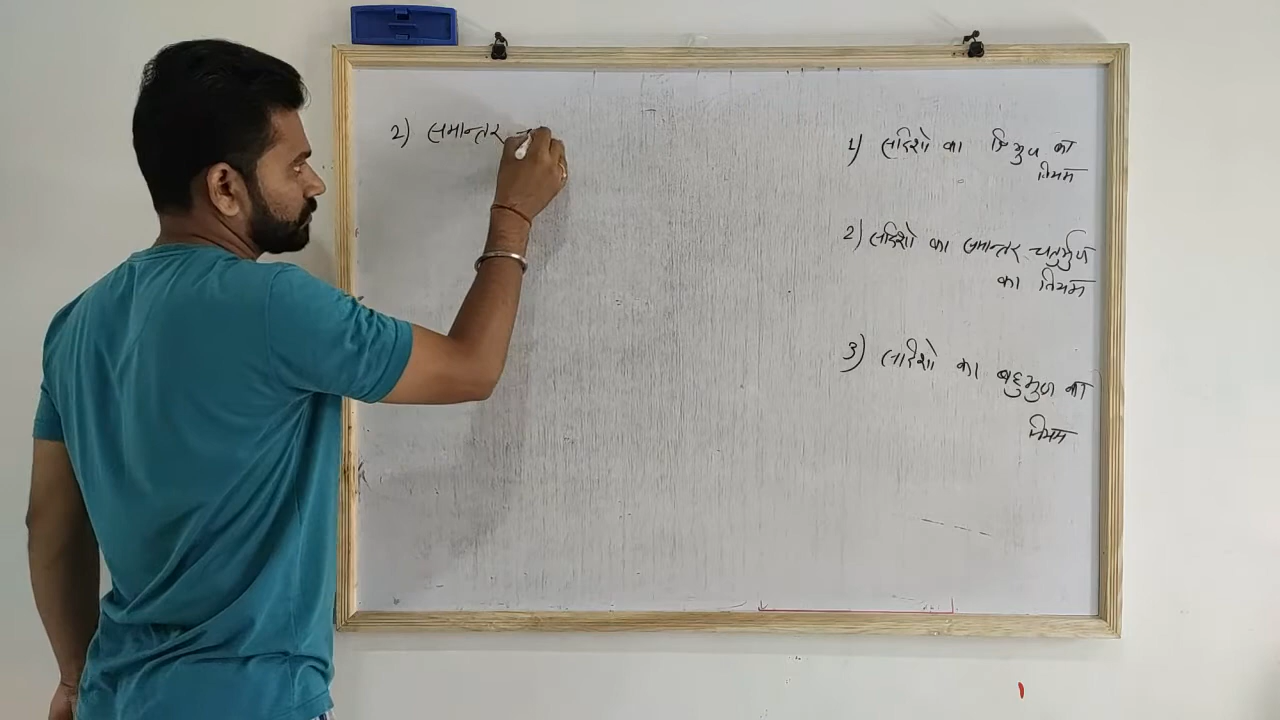 2) समान्तर च
1) सदिशो का त्रिभुज का
नियम
2) सदिशो का समान्तर चतुर्भुज
का नियम
3) सदिशो का बहुभुज का
नियम